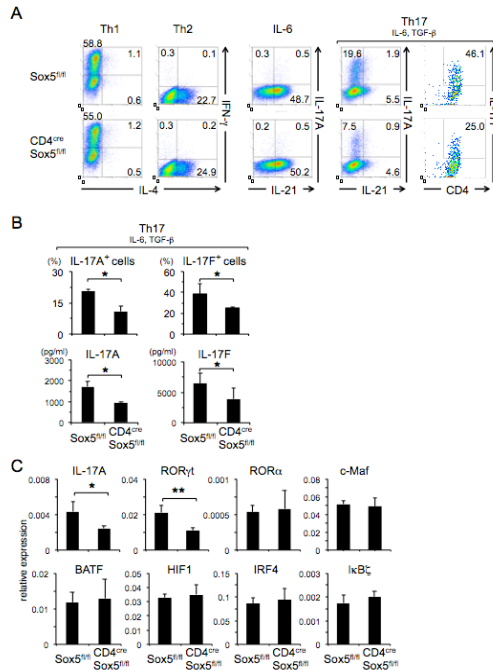 A
Th1 Th2 IL-6 Th17
IL-6, TGF-β
Sox5fl/fl
58.8 1.1 0.6
0.3 0.1 22.7
0.3 0.5 48.7
19.6 1.9 5.5
46.1
CD4cre
Sox5fl/fl
55.0 1.1 0.5
0.3 0.2 24.9
0.2 0.5 50.2
7.5 0.9 4.6
25.0
IFN-γ
IL-17A
IL-17A
IL-4 IL-21 IL-21 CD4
B
Th17
IL-6, TGF-β
(%) IL-17A+ cells
30
15
0
*
(%) IL-17F+ cells
60
40
20
0
*
(pg/ml) IL-17A
3000
2000
1000
0
*
(pg/ml) IL-17F
10000
5000
0
*
Sox5fl/fl CD4cre
Sox5fl/fl
Sox5fl/fl CD4cre
Sox5fl/fl
C
relative expression
IL-17A
0.008
0.004
0
*
RORγt
0.04
0.02
0
**
RORα
0.001
0.0005
0
c-Maf
0.08
0.06
0.04
0.02
0
BATF
0.02
0.01
0
HIF1
0.06
0.04
0.02
0
IRF4
0.2
0.1
0
IκBζ
0.003
0.002
0.001
0
Sox5fl/fl CD4cre
Sox5fl/fl
Sox5fl/fl CD4cre
Sox5fl/fl
Sox5fl/fl CD4cre
Sox5fl/fl
Sox5fl/fl CD4cre
Sox5fl/fl